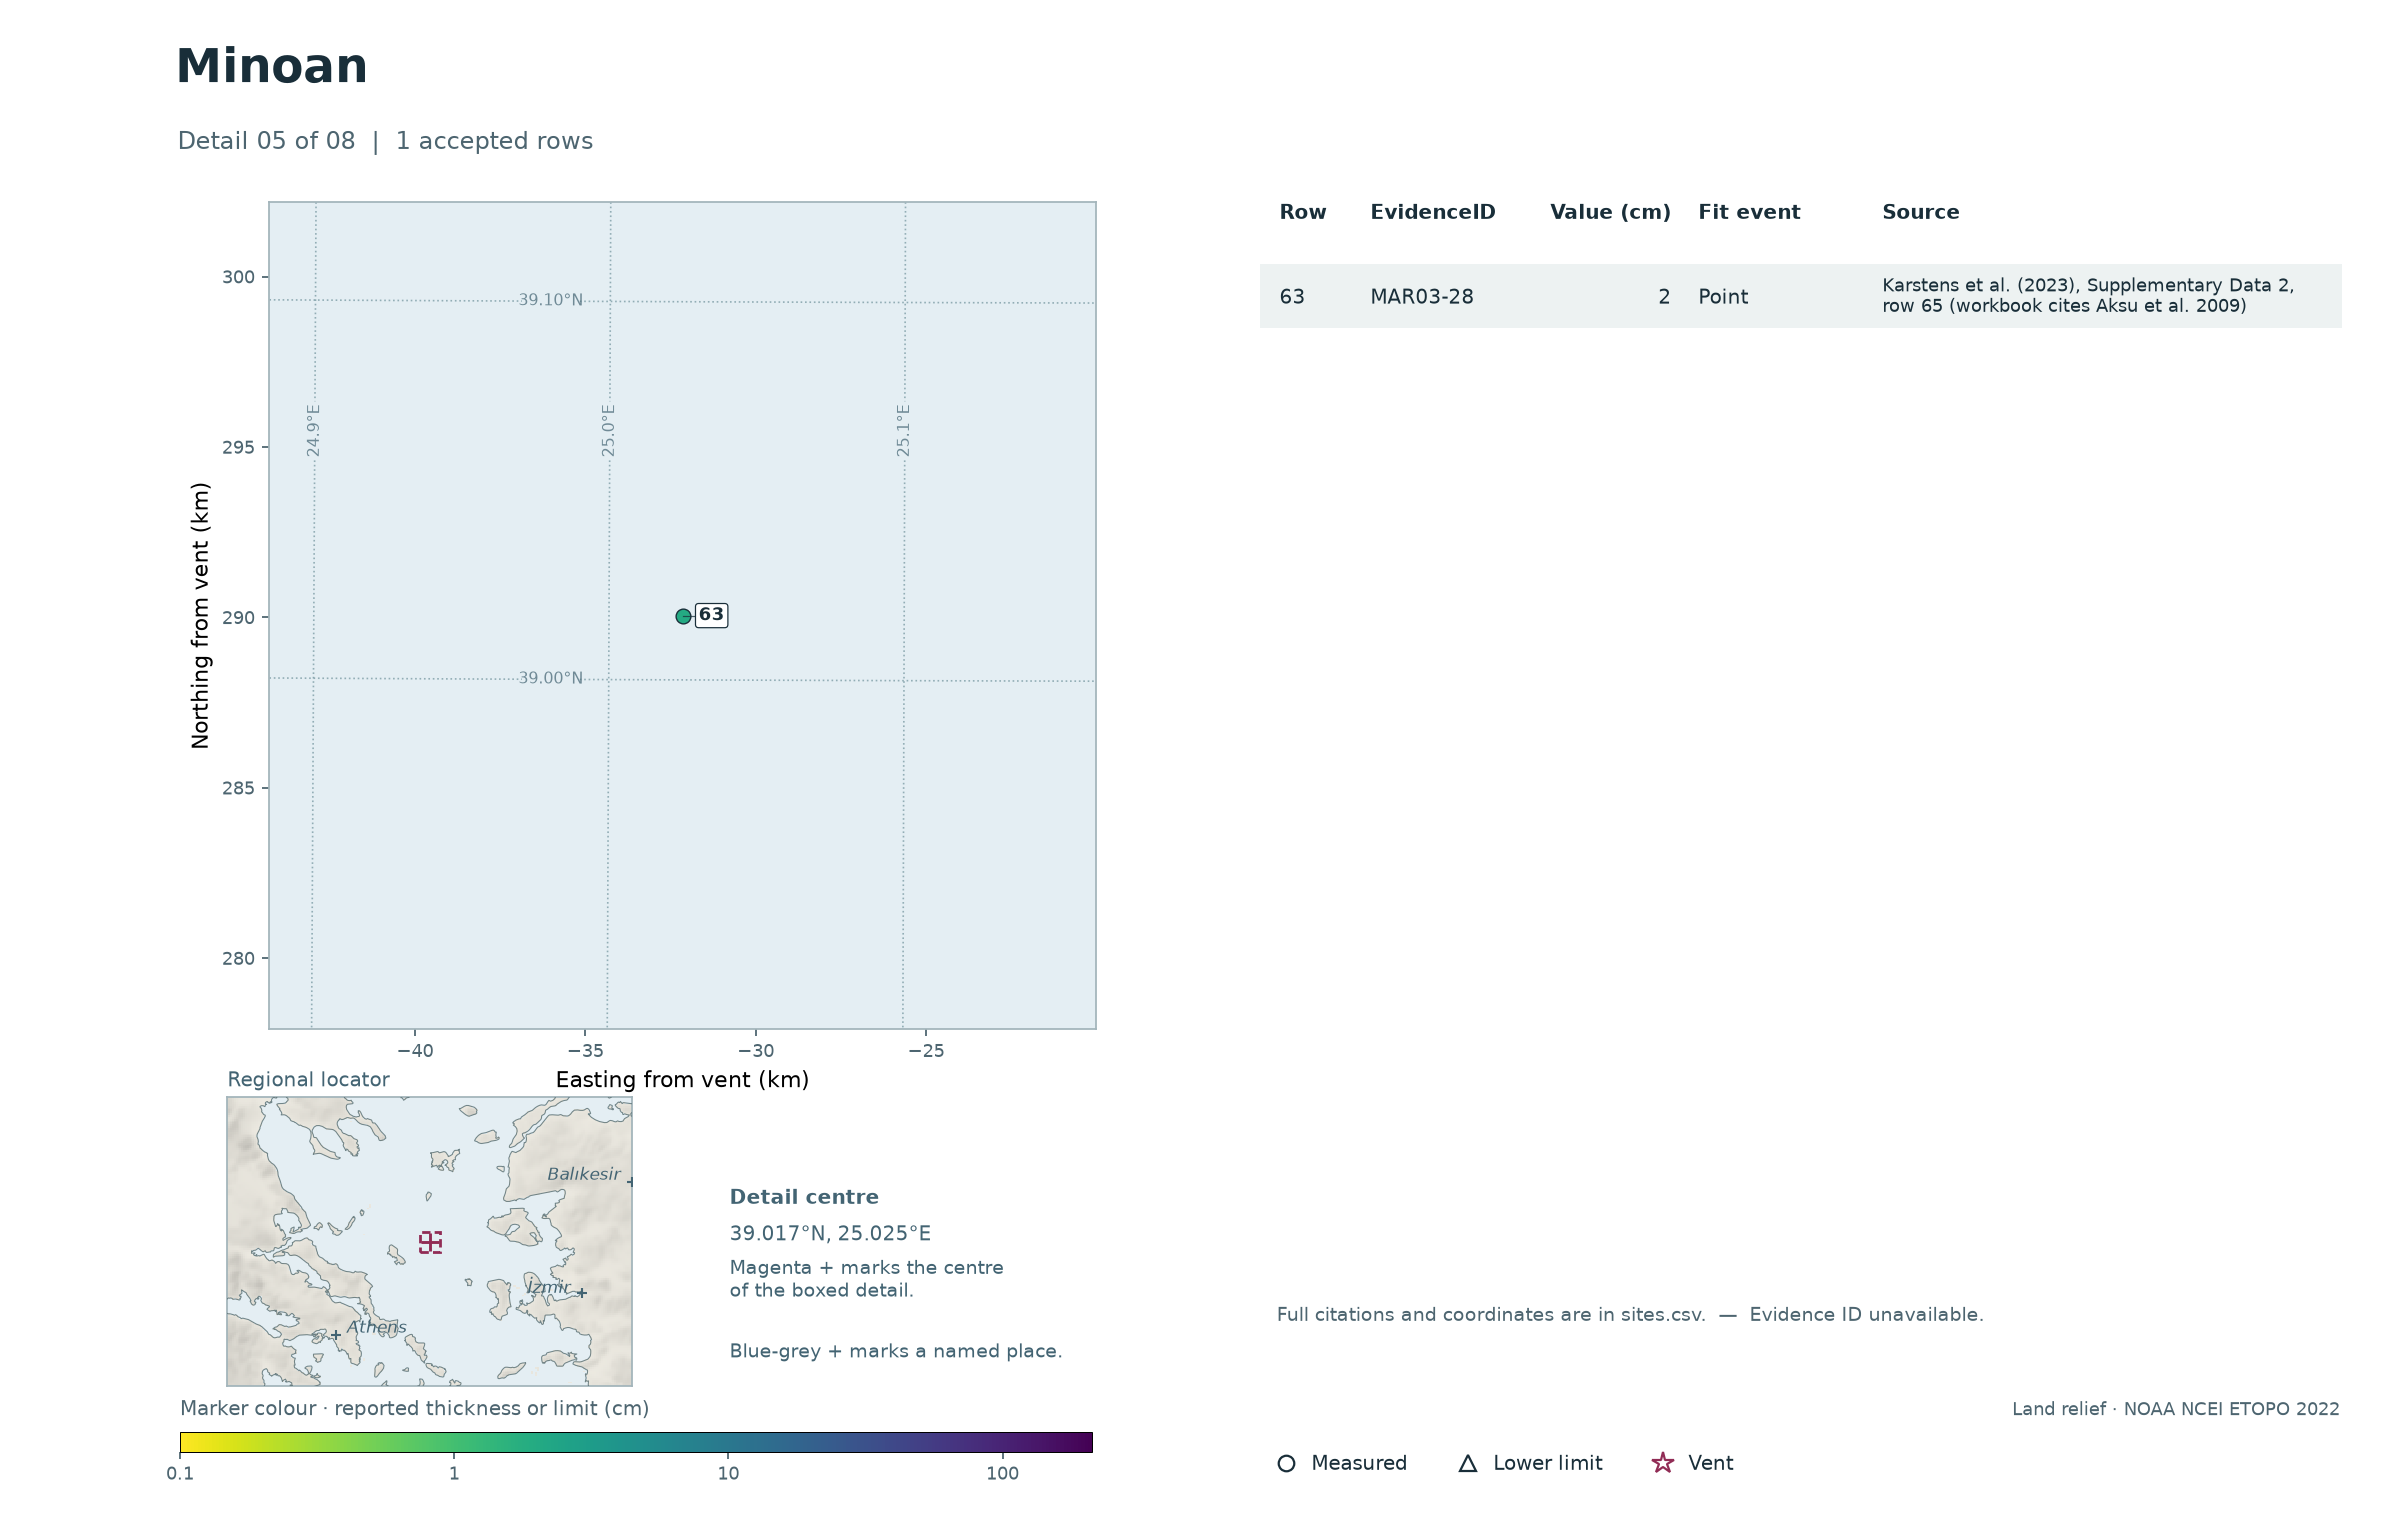 Minoan
Detail 05 of 08 | 1 accepted rows
Row EvidenceID Value (cm) Fit event Source
63 MAR03-28 2 Point Karstens et al. (2023), Supplementary Data 2,
row 65 (workbook cites Aksu et al. 2009)
Northing from vent (km)
300
295
290
285
280
39.10°N
39.00°N
24.9°E
25.0°E
25.1°E
63
−40 −35 −30 −25
Easting from vent (km)
Regional locator
Balıkesir
İzmir
Athens
Detail centre
39.017°N, 25.025°E
Magenta + marks the centre
of the boxed detail.
Blue-grey + marks a named place.
Full citations and coordinates are in sites.csv. — Evidence ID unavailable.
Marker colour · reported thickness or limit (cm)
0.1 1 10 100
Land relief · NOAA NCEI ETOPO 2022
Measured Lower limit Vent